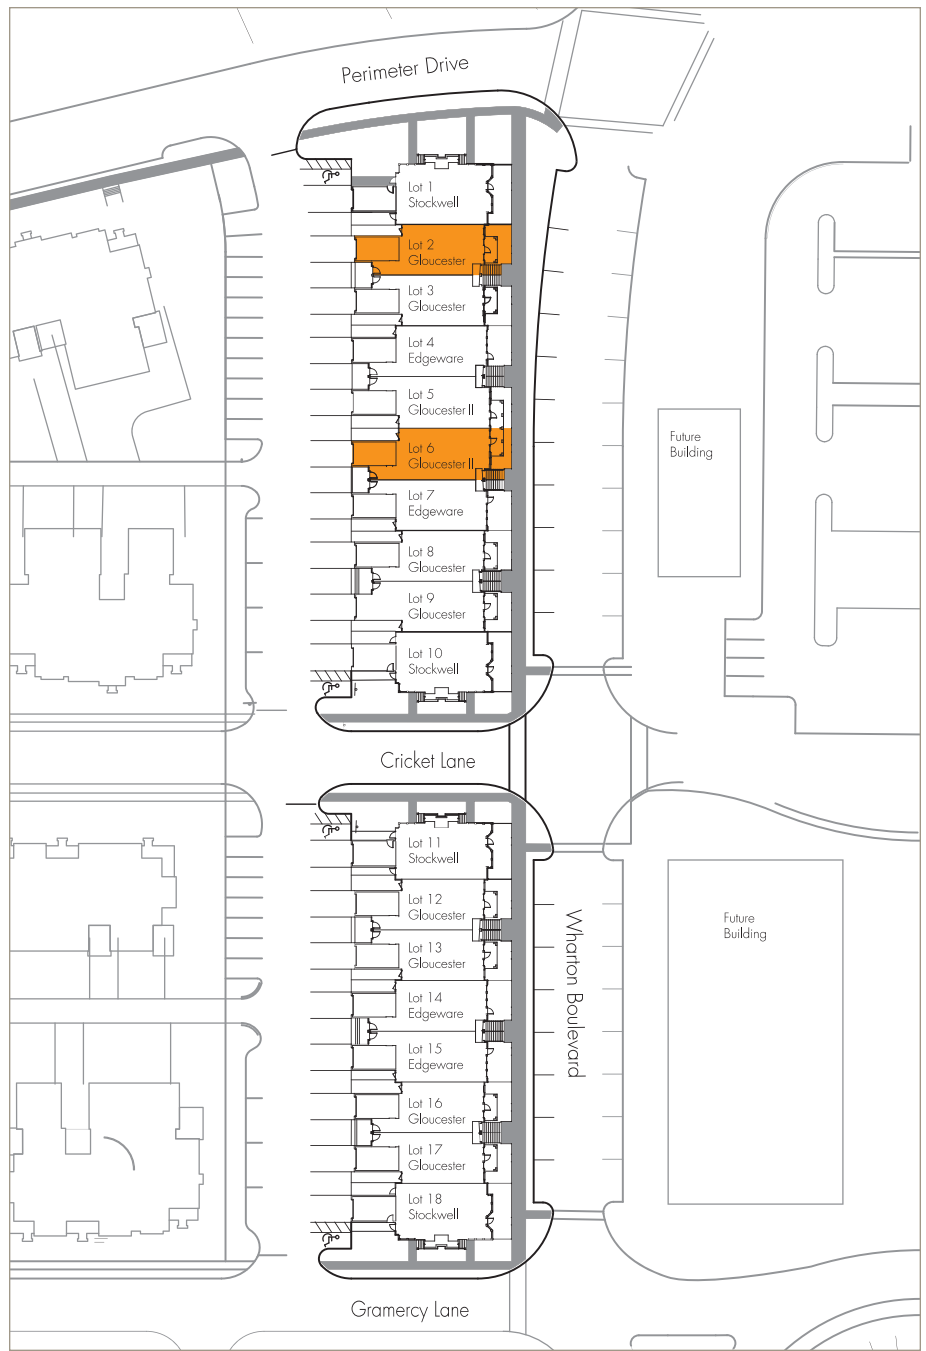 Perimeter Drive
Lot 1
Stockwell
Lot 2
Gloucester
Lot 3
Gloucester
Lot 4
Edgeware
Lot 5
Gloucester II
Lot 6
Gloucester II
Lot 7
Edgeware
Lot 8
Gloucester
Lot 9
Gloucester
Lot 10
Stockwell
Future
Building
Cricket Lane
Lot 11
Stockwell
Lot 12
Gloucester
Lot 13
Gloucester
Lot 14
Edgeware
Lot 15
Edgeware
Lot 16
Gloucester
Lot 17
Gloucester
Lot 18
Stockwell
Wharton Boulevard
Future
Building
Gramercy Lane